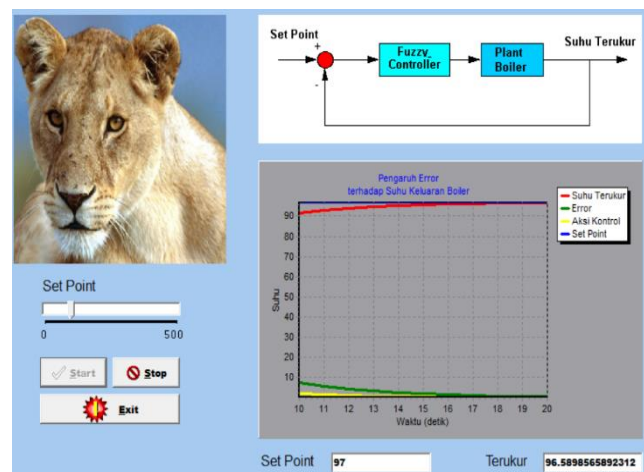 Set Point
+
-
Fuzzy_
Controller
Plant
Boiler
Suhu Terukur
Pengaruh Error
terhadap Suhu Keluaran Boiler
Suhu Terukur
Error
Aksi Kontrol
Set Point
90
80
70
60
50
40
30
20
10
Suhu
10 11 12 13 14 15 16 17 18 19 20
Waktu (detik)
Set Point
0 500
Start
Stop
Exit
Set Point 97 Terukur 96.5898565892312